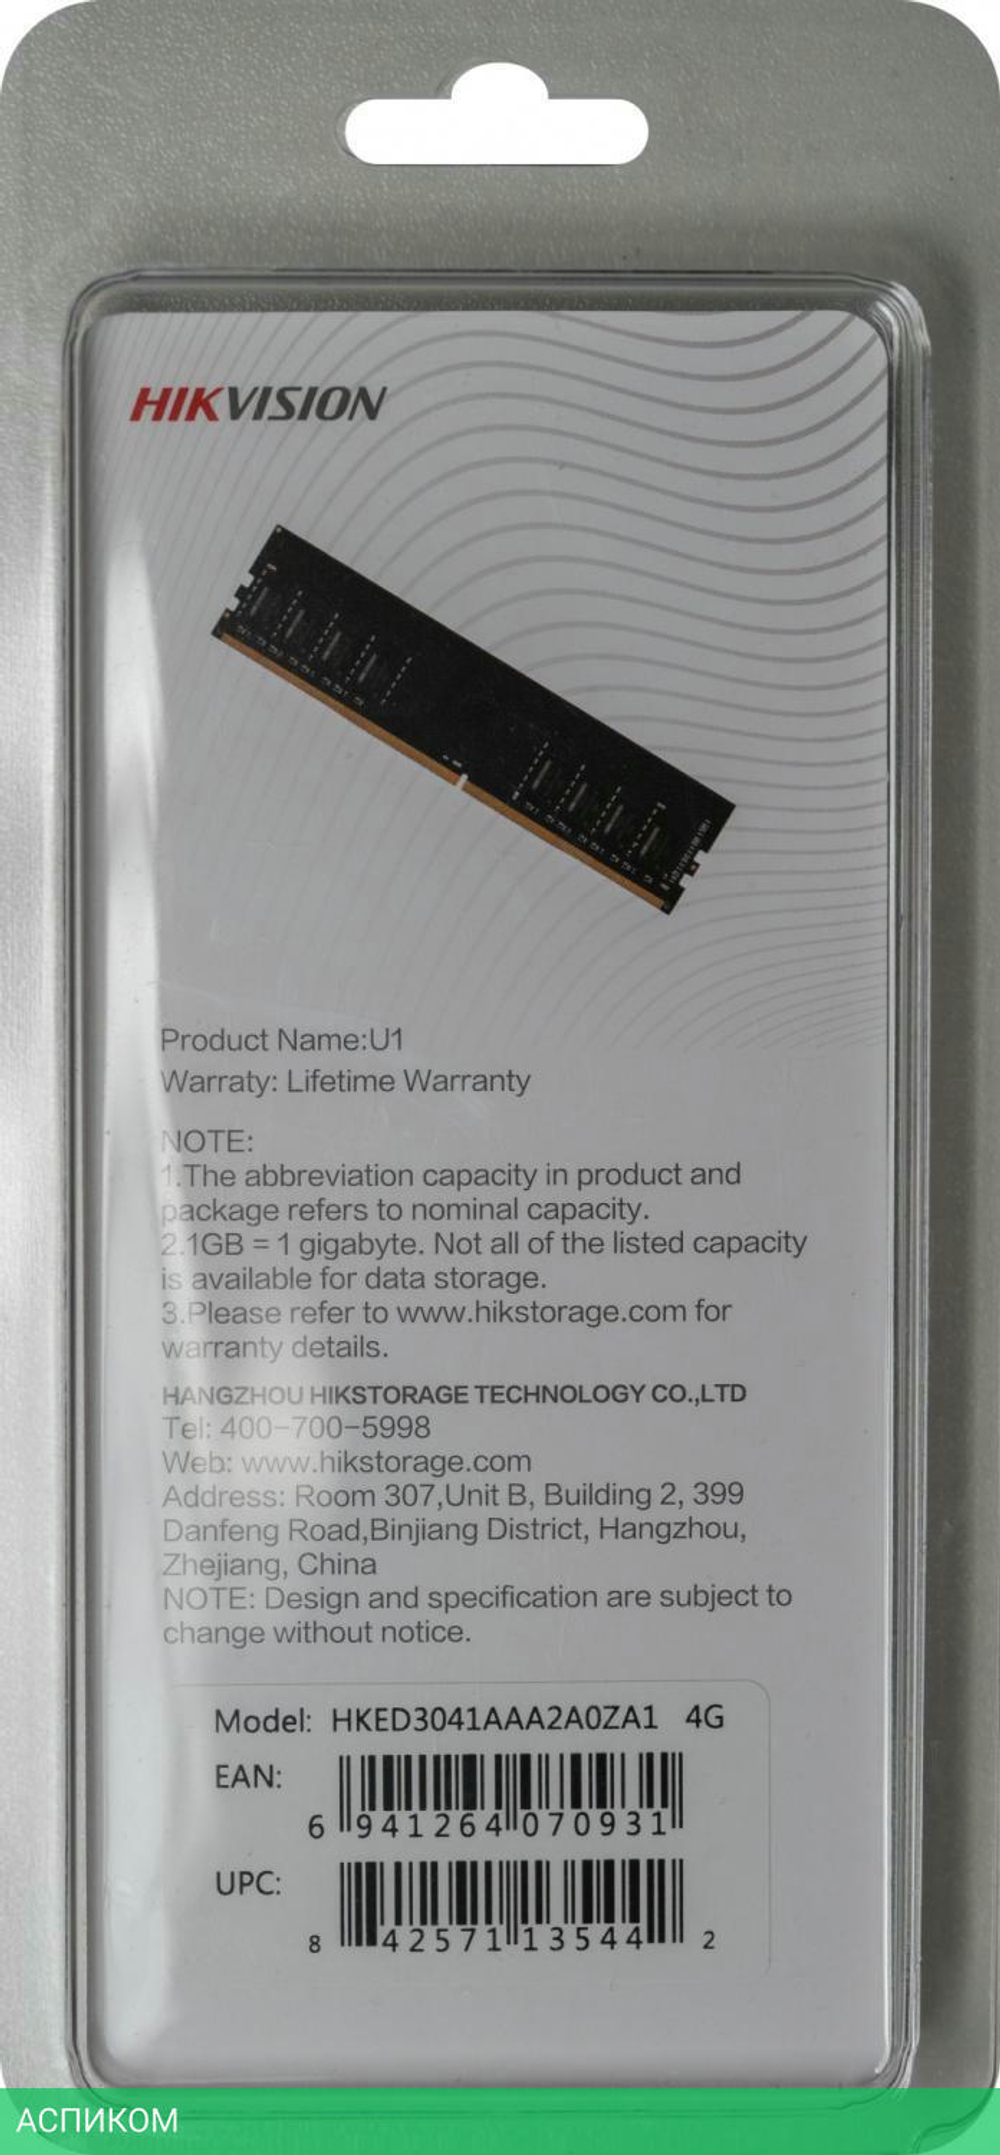 HIKVISION
Product Name:U1
Warraty: Lifetime Warranty
NOTE:
1.The abbreviation capacity in product and
package refers to nominal capacity.
2.1GB = 1 gigabyte. Not all of the listed capacity
is available for data storage.
3.Please refer to www.hikstorage.com for
warranty details.
HANGZHOU HIKSTORAGE TECHNOLOGY CO.,LTD
Tel: 400-700-5998
Web: www.hikstorage.com
Address: Room 307,Unit B, Building 2, 399
Danfeng Road,Binjiang District, Hangzhou,
Zhejiang, China
NOTE: Design and specification are subject to
change without notice.
Model: HKED3041AAA2A0ZA1 4G
EAN:
6 941264 070931
UPC:
8 42571 13544 2
АСПИКОМ